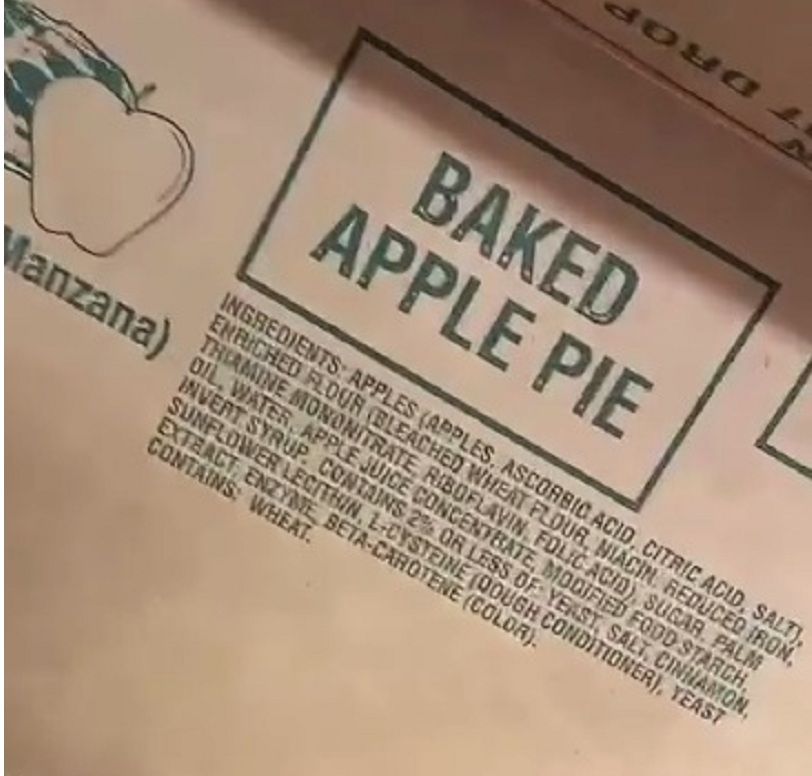 T DROP
Manzana)
BAKED
APPLE PIE
INGREDIENTS: APPLES (APPLES, ASCORBIC ACID, CITRIC ACID, SALT),
ENRICHED FLOUR (BLEACHED WHEAT FLOUR, NIACIN, REDUCED IRON,
THIAMINE MONONITRATE, RIBOFLAVIN, FOLIC ACID), SUGAR, PALM
OIL, WATER, APPLE JUICE CONCENTRATE, MODIFIED FOOD STARCH,
INVERT SYRUP. CONTAINS 2% OR LESS OF: YEAST, SALT, CINNAMON,
SUNFLOWER LECITHIN, L-CYSTEINE (DOUGH CONDITIONER), YEAST
EXTRACT, ENZYME, BETA-CAROTENE (COLOR).
CONTAINS: WHEAT.